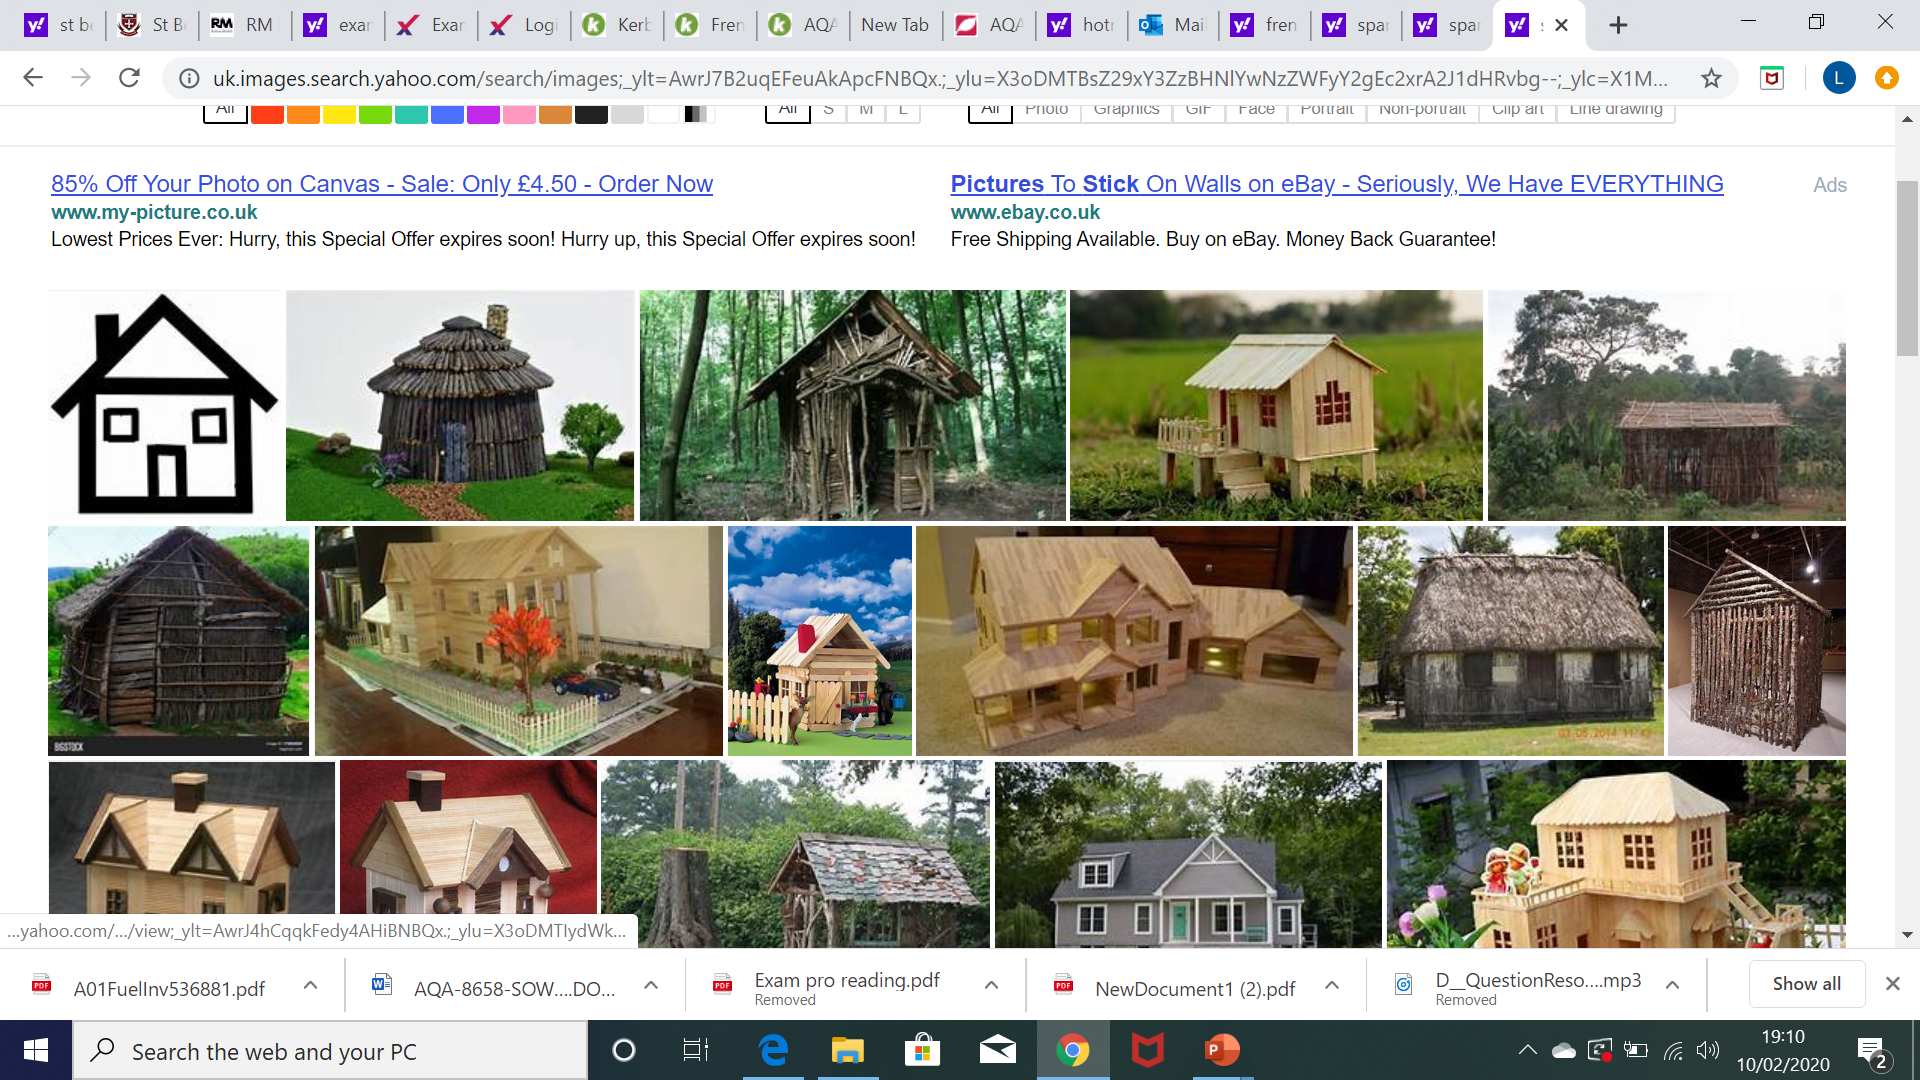 st be
St Be
RM
RM
exar
Exar
Logi
Kerb
Fren
AQA
New Tab
AQA
hotr
Mai
fren
spar
spar
uk.images.search.yahoo.com/search/images;_ylt=AwrJ7B2uqEFeuAkApcFNBQx.;_ylu=X3oDMTBsZ29xY3ZzBHNlYwNzZWFyY2gEc2xrA2J1dHRvbg--;_ylc=X1M...
L
All
All S M L
All Photo Graphics GIF Face Portrait Non-portrait Clip art Line drawing
85% Off Your Photo on Canvas - Sale: Only £4.50 - Order Now
www.my-picture.co.uk
Lowest Prices Ever: Hurry, this Special Offer expires soon! Hurry up, this Special Offer expires soon!
Pictures To Stick On Walls on eBay - Seriously, We Have EVERYTHING
www.ebay.co.uk
Free Shipping Available. Buy on eBay. Money Back Guarantee!
Ads
BIGSTOCK
...yahoo.com/.../view;_ylt=AwrJ4hCqqkFedy4AHiBNBQx.;_ylu=X3oDMTIydWk...
A01FuelInv536881.pdf
AQA-8658-SOW....DO...
Exam pro reading.pdf
Removed
NewDocument1 (2).pdf
D__QuestionReso....mp3
Removed
Show all
Search the web and your PC
19:10
10/02/2020
2